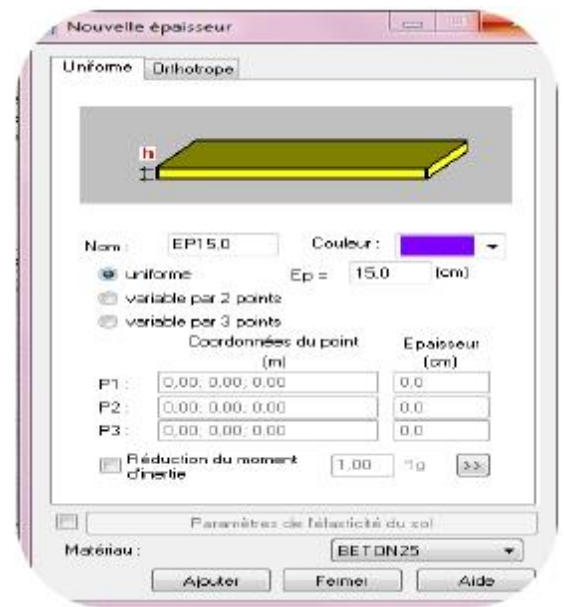 Nouvelle épaisseur
Uniforme Orthotrope
h
Nom : EP15,0 Couleur :
uniforme Ep = 15,0 (cm)
variable par 2 points
variable par 3 points
Coordonnées du point Epaisseur
(m) (cm)
P1 : 0,00; 0,00; 0,00 0,0
P2 : 0,00; 0,00; 0,00 0,0
P3 : 0,00; 0,00; 0,00 0,0
Réduction du moment 1,00 *Ig >>
d'inertie
Paramètres de l'élasticité du sol
Matériau : BETON25
Ajouter Fermer Aide